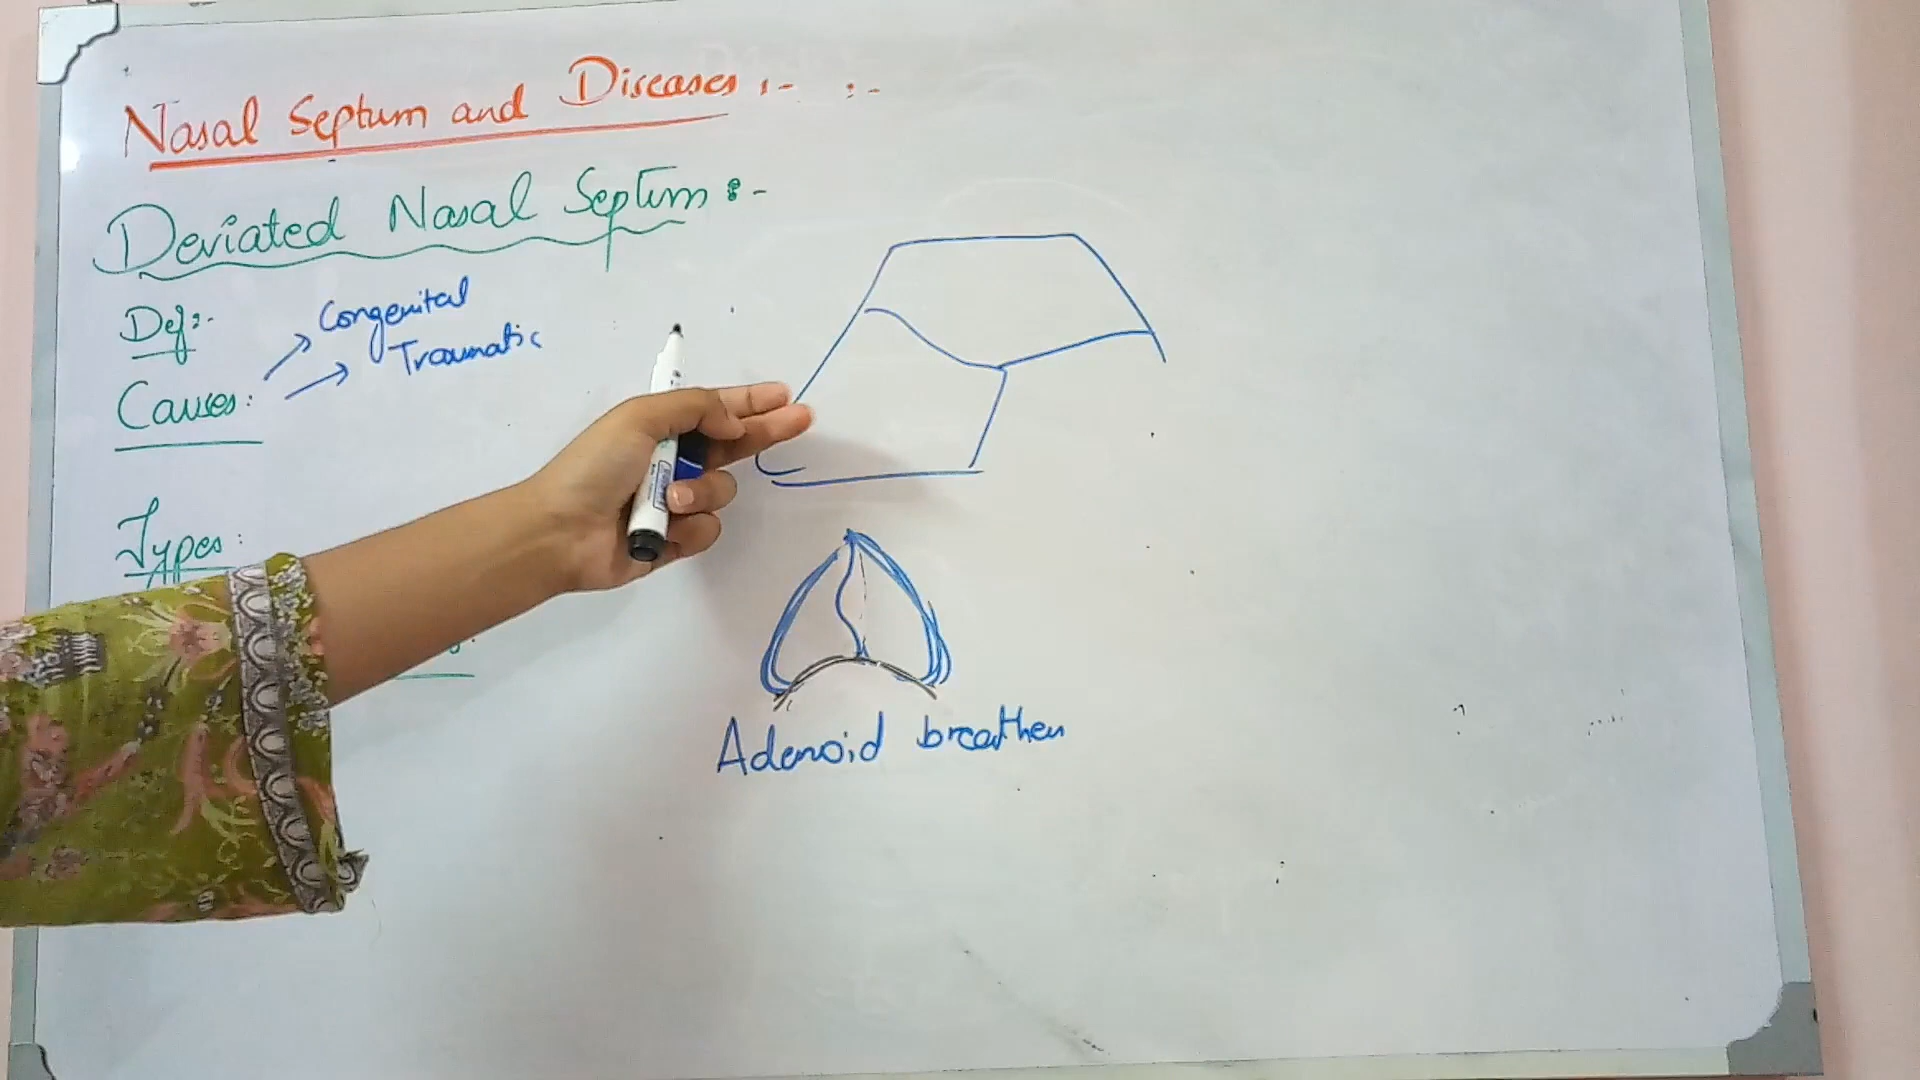 Nasal Septum and Diseases :- :-
Deviated Nasal Septum :-
Def :-
Congenital
Traumatic
Causes :
Types :
Adenoid breathen